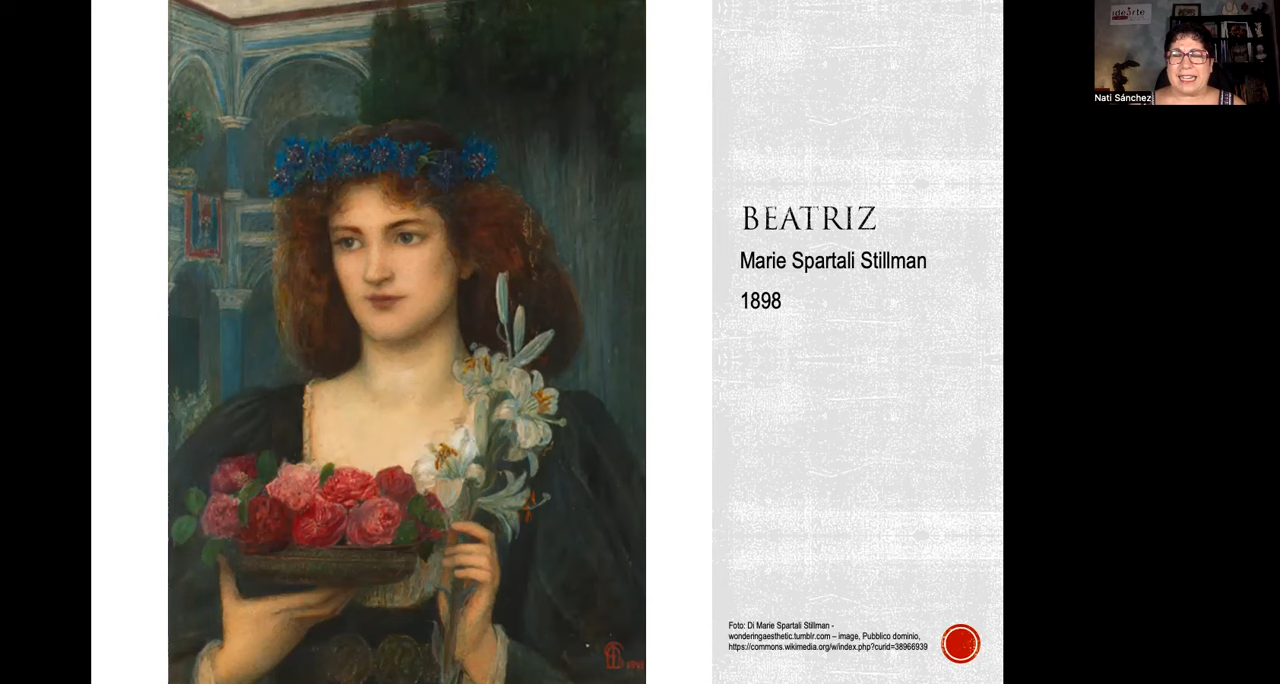 BEATRIZ
Marie Spartali Stillman
1898
Foto: Di Marie Spartali Stillman -
wonderingaesthetic.tumblr.com – image, Pubblico dominio,
https://commons.wikimedia.org/w/index.php?curid=38966939
idearte
Nati Sánchez